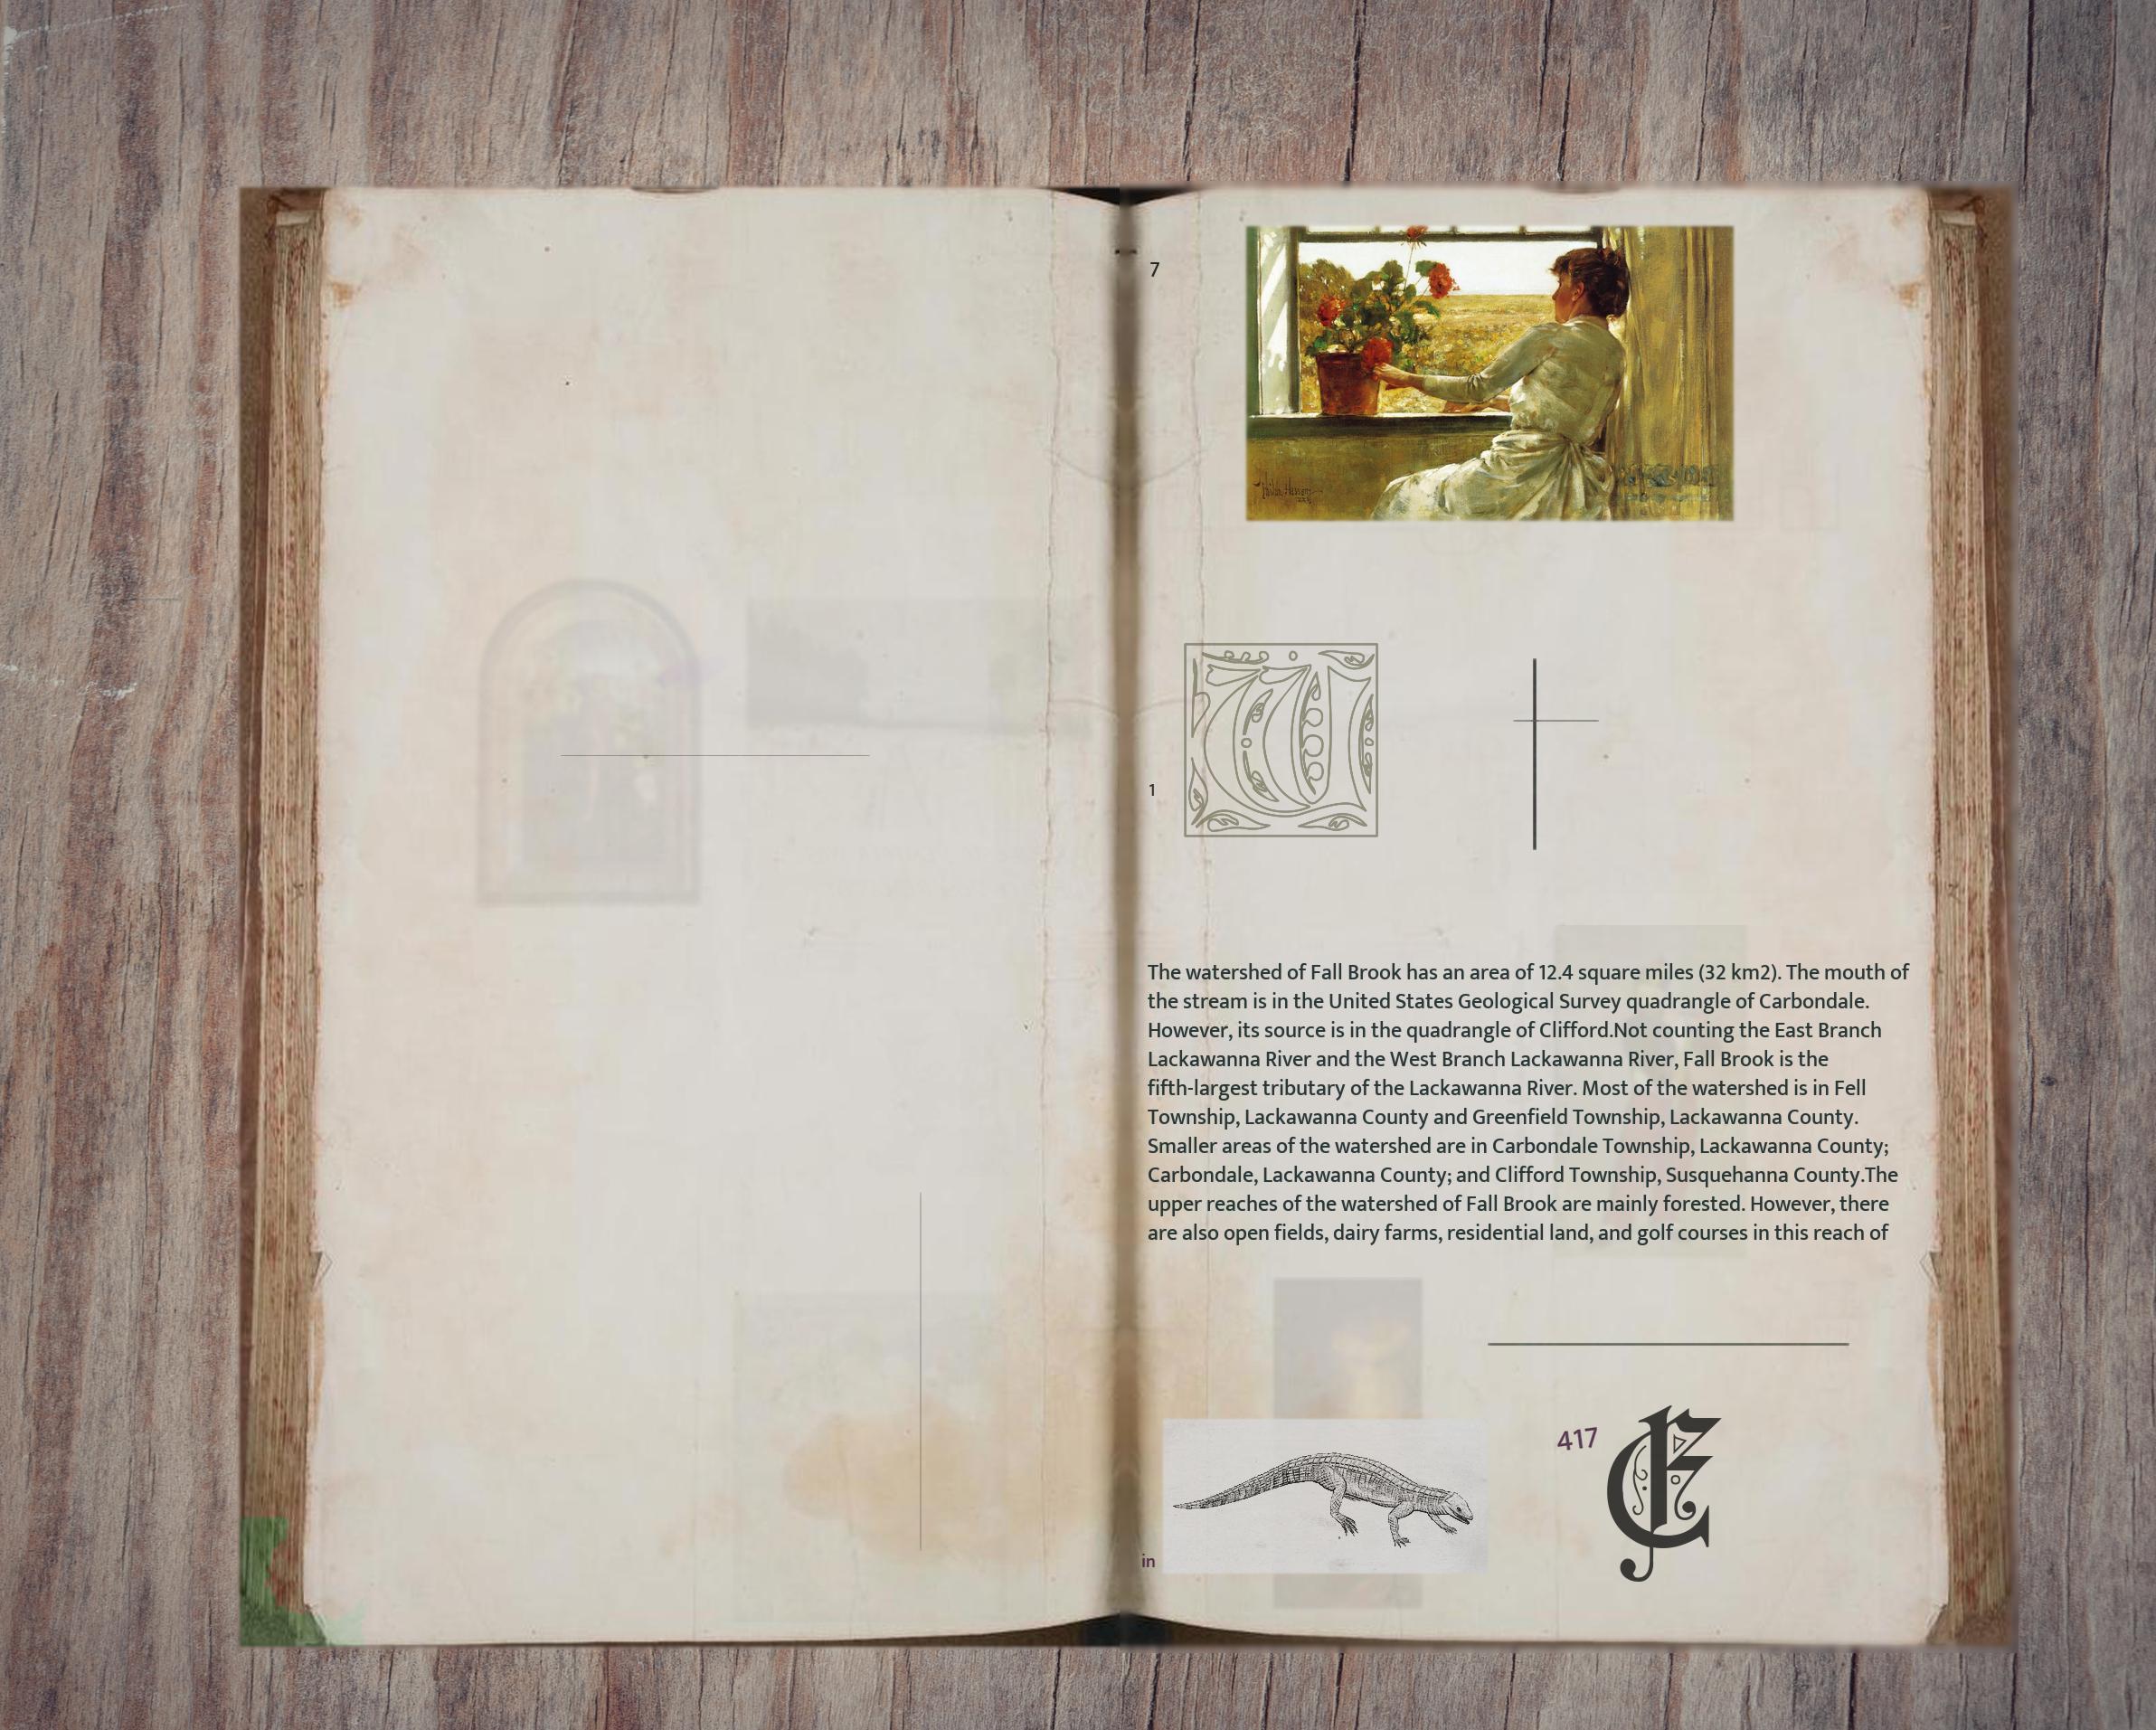 7
1
The watershed of Fall Brook has an area of 12.4 square miles (32 km2). The mouth of
the stream is in the United States Geological Survey quadrangle of Carbondale.
However, its source is in the quadrangle of Clifford.Not counting the East Branch
Lackawanna River and the West Branch Lackawanna River, Fall Brook is the
fifth-largest tributary of the Lackawanna River. Most of the watershed is in Fell
Township, Lackawanna County and Greenfield Township, Lackawanna County.
Smaller areas of the watershed are in Carbondale Township, Lackawanna County;
Carbondale, Lackawanna County; and Clifford Township, Susquehanna County.The
upper reaches of the watershed of Fall Brook are mainly forested. However, there
are also open fields, dairy farms, residential land, and golf courses in this reach of
417
E
in